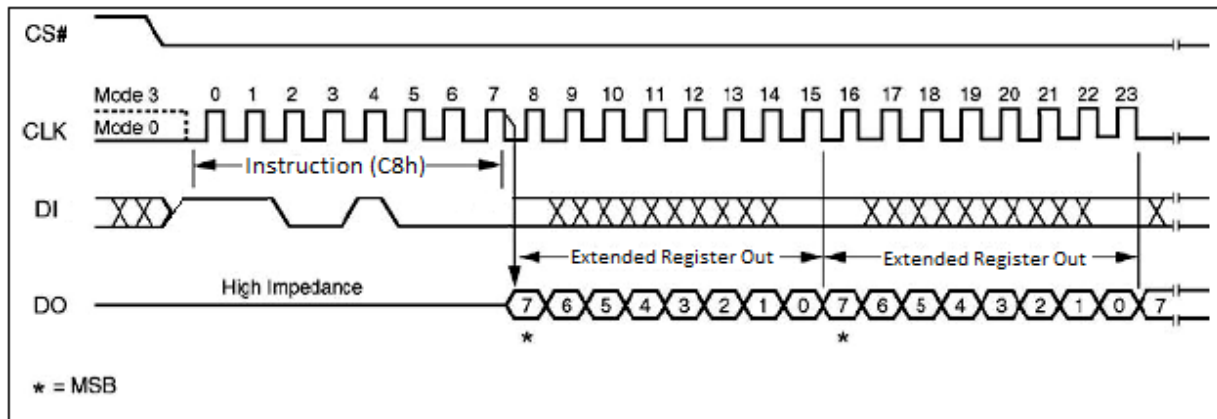 CS#
Mode 3 0 1 2 3 4 5 6 7 8 9 10 11 12 13 14 15 16 17 18 19 20 21 22 23
CLK Mode 0
Instruction (C8h)
DI
Extended Register Out Extended Register Out
High Impedance
DO 7 6 5 4 3 2 1 0 7 6 5 4 3 2 1 0 7
* *
* = MSB